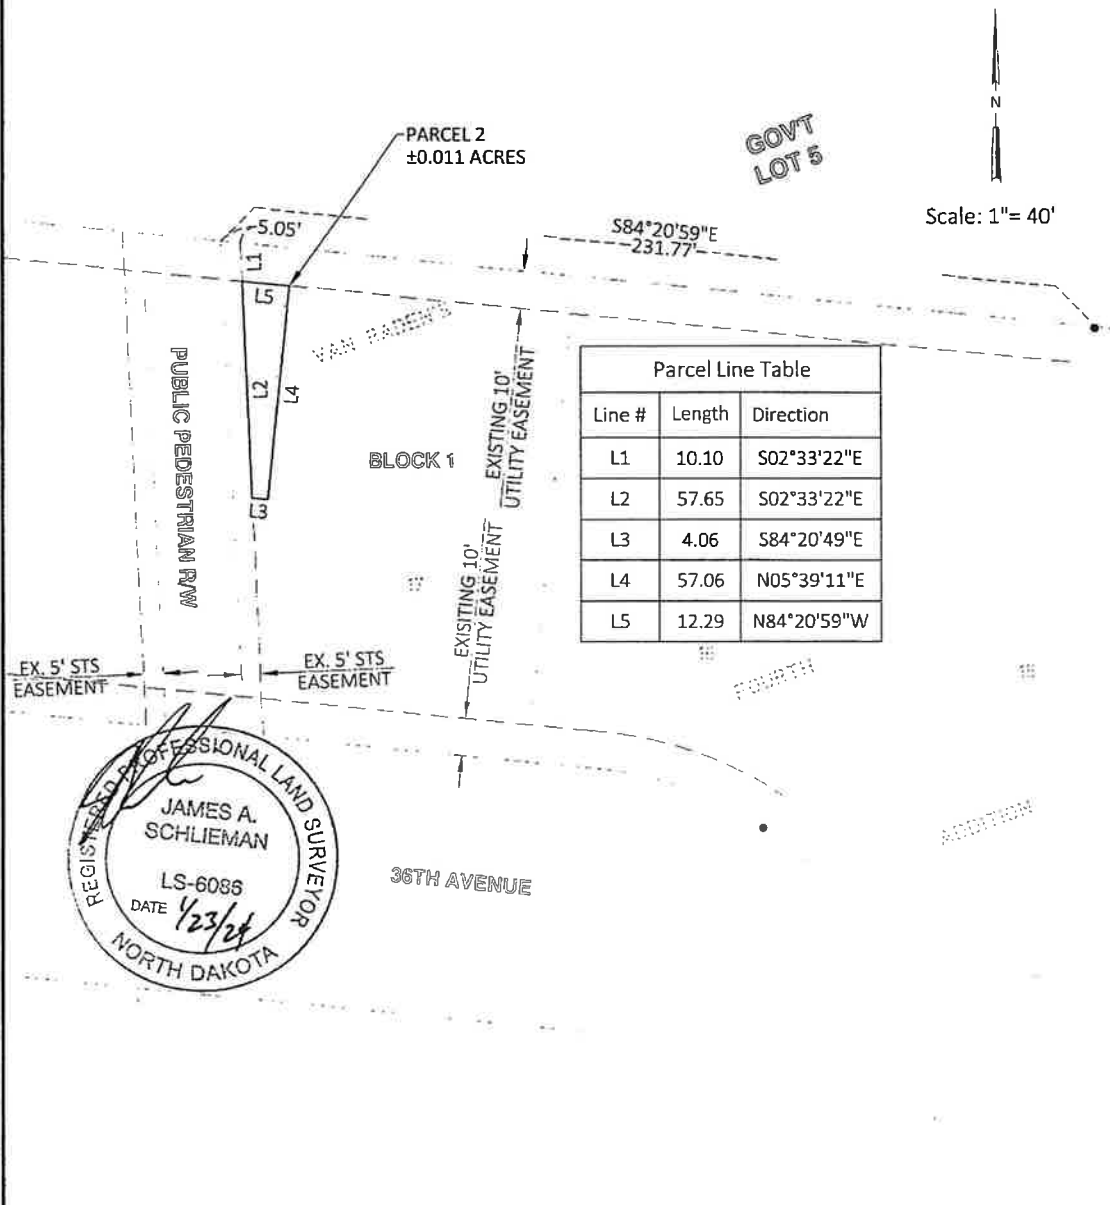 N
Scale: 1"= 40'
GOV'T
LOT 5
PARCEL 2
±0.011 ACRES
5.05'
S84°20'59"E
231.77'
L1
L5
L2
L4
L3
VAN RADEN'S
PUBLIC PEDESTRIAN R/W
BLOCK 1
EXISTING 10'
UTILITY EASEMENT
EXISITING 10'
UTILITY EASEMENT
Parcel Line Table
Line # Length Direction
L1 10.10 S02°33'22"E
L2 57.65 S02°33'22"E
L3 4.06 S84°20'49"E
L4 57.06 N05°39'11"E
L5 12.29 N84°20'59"W
17
FOURTH
ADDITION
EX. 5' STS
EASEMENT
EX. 5' STS
EASEMENT
REGISTERED PROFESSIONAL LAND SURVEYOR
JAMES A.
SCHLIEMAN
LS-6086
DATE 1/23/24
NORTH DAKOTA
36TH AVENUE